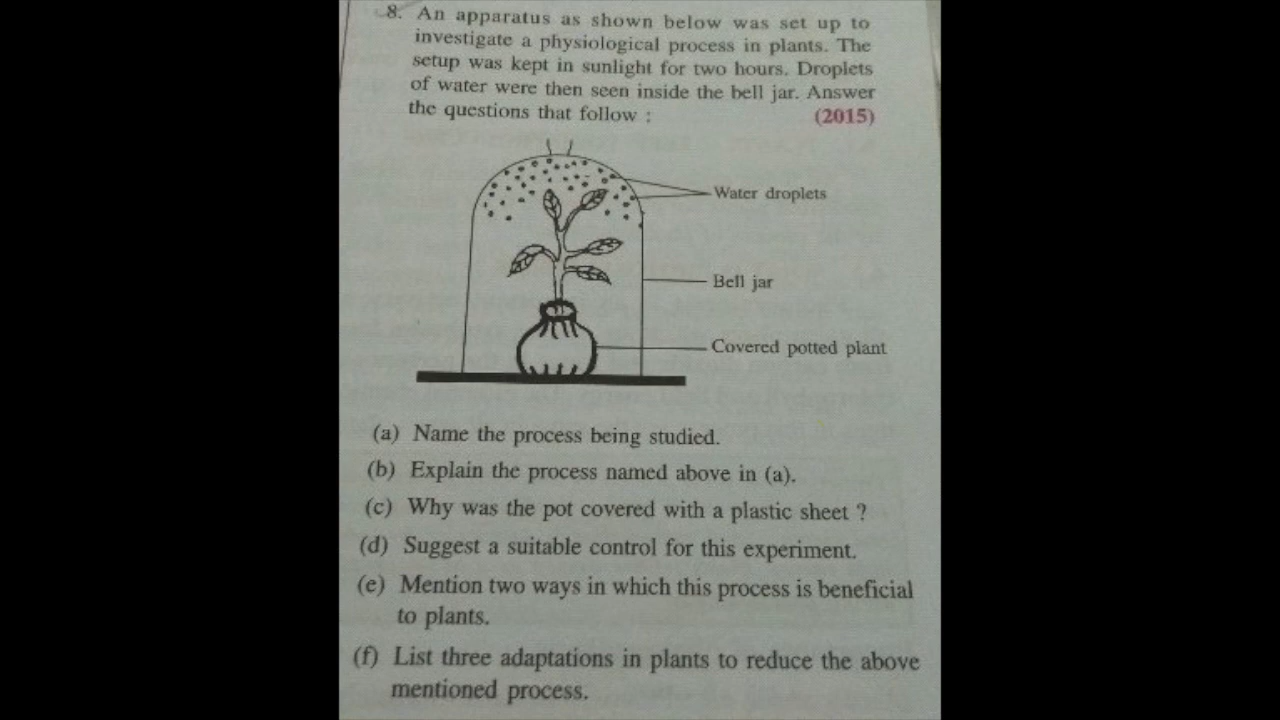 8. An apparatus as shown below was set up to
investigate a physiological process in plants. The
setup was kept in sunlight for two hours. Droplets
of water were then seen inside the bell jar. Answer
the questions that follow : (2015)
Water droplets
Bell jar
Covered potted plant
(a) Name the process being studied.
(b) Explain the process named above in (a).
(c) Why was the pot covered with a plastic sheet ?
(d) Suggest a suitable control for this experiment.
(e) Mention two ways in which this process is beneficial
to plants.
(f) List three adaptations in plants to reduce the above
mentioned process.